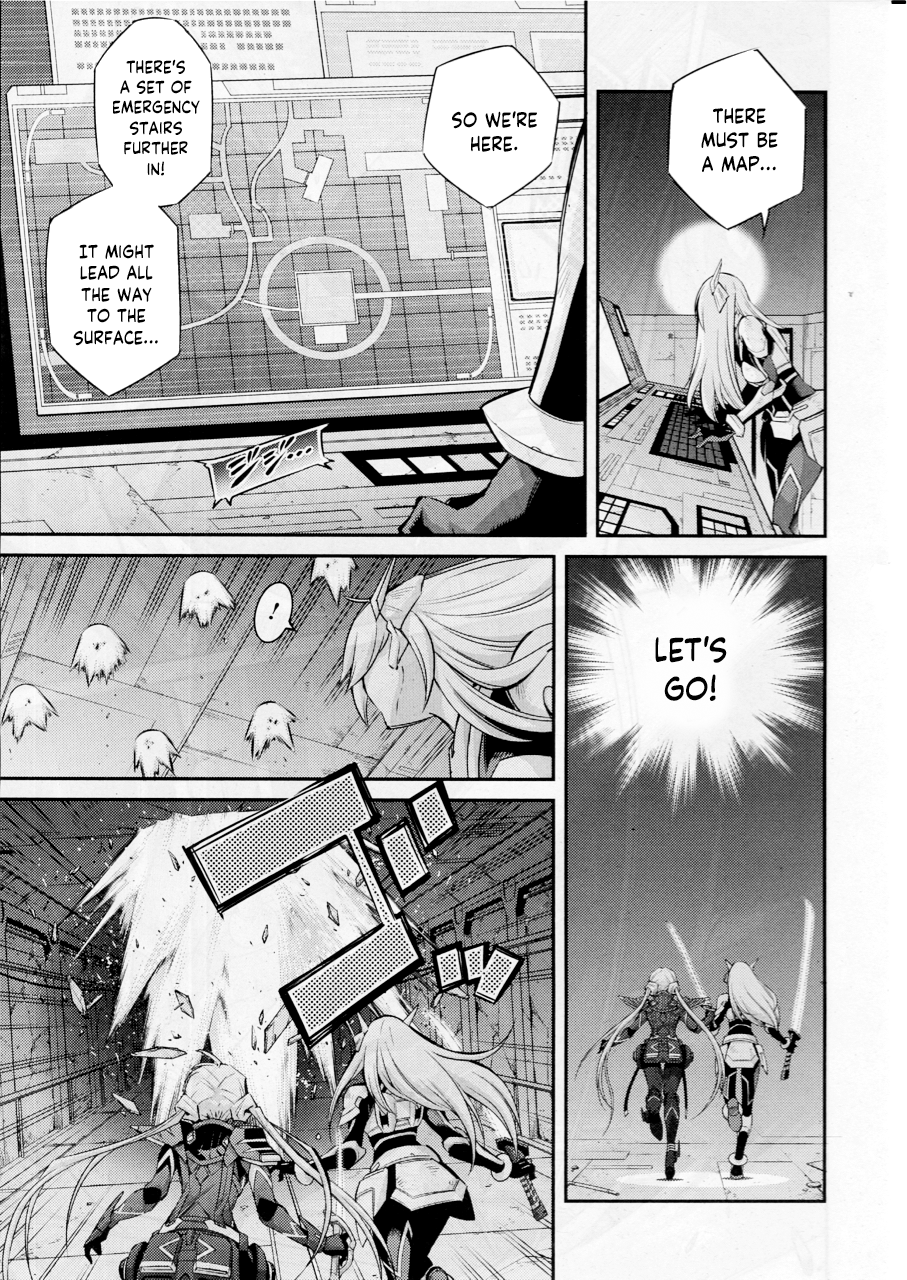 THERE
MUST BE
A MAP...
SO WE'RE
HERE.
THERE'S
A SET OF
EMERGENCY
STAIRS
FURTHER
IN!
IT MIGHT
LEAD ALL
THE WAY
TO THE
SURFACE...
ジジ...
LET'S
GO!
!